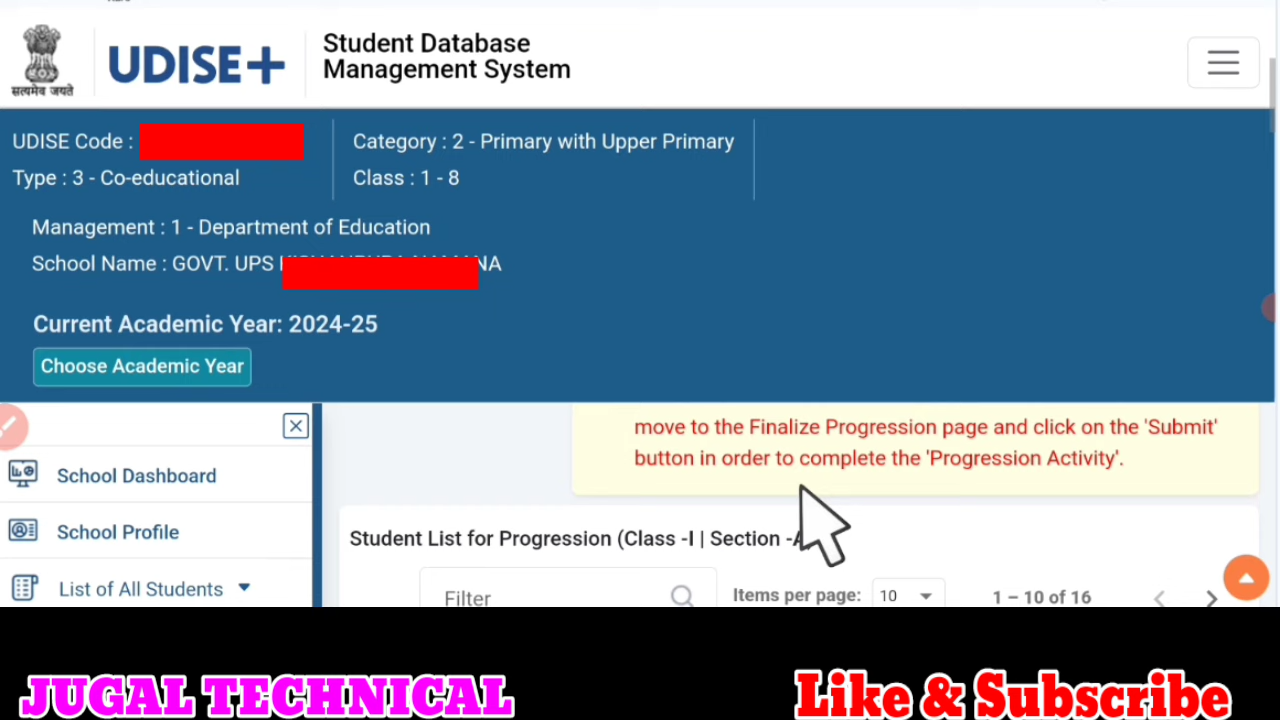 सत्यमेव जयते
UDISE+
Student Database
Management System
UDISE Code :
Category : 2 - Primary with Upper Primary
Type : 3 - Co-educational
Class : 1 - 8
Management : 1 - Department of Education
School Name : GOVT. UPS
Current Academic Year: 2024-25
Choose Academic Year
move to the Finalize Progression page and click on the 'Submit'
button in order to complete the 'Progression Activity'.
School Dashboard
School Profile
List of All Students
Student List for Progression (Class -I | Section -A
Filter
Items per page:
10
1 – 10 of 16
JUGAL TECHNICAL
Like & Subscribe